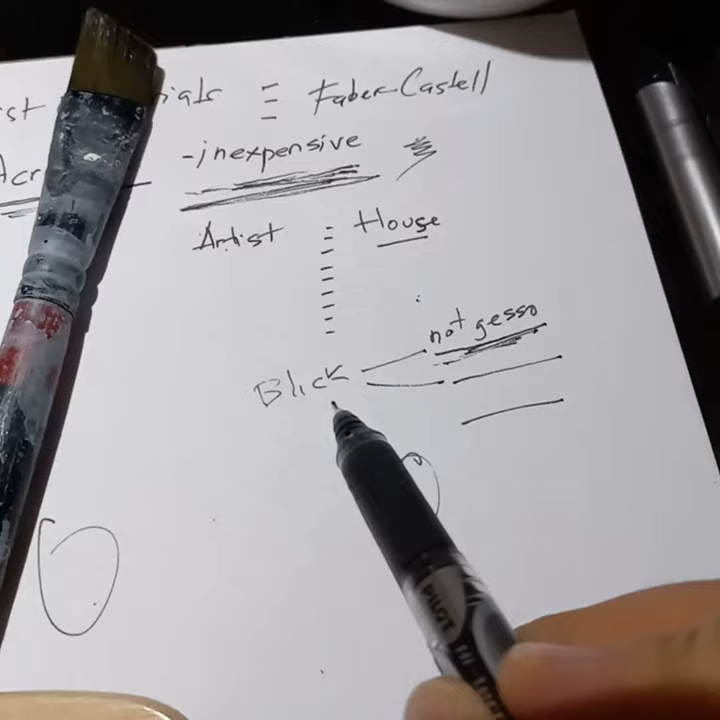 Faber-Castell
-inexpensive
Artist
House
not gesso
Blick
PILOT